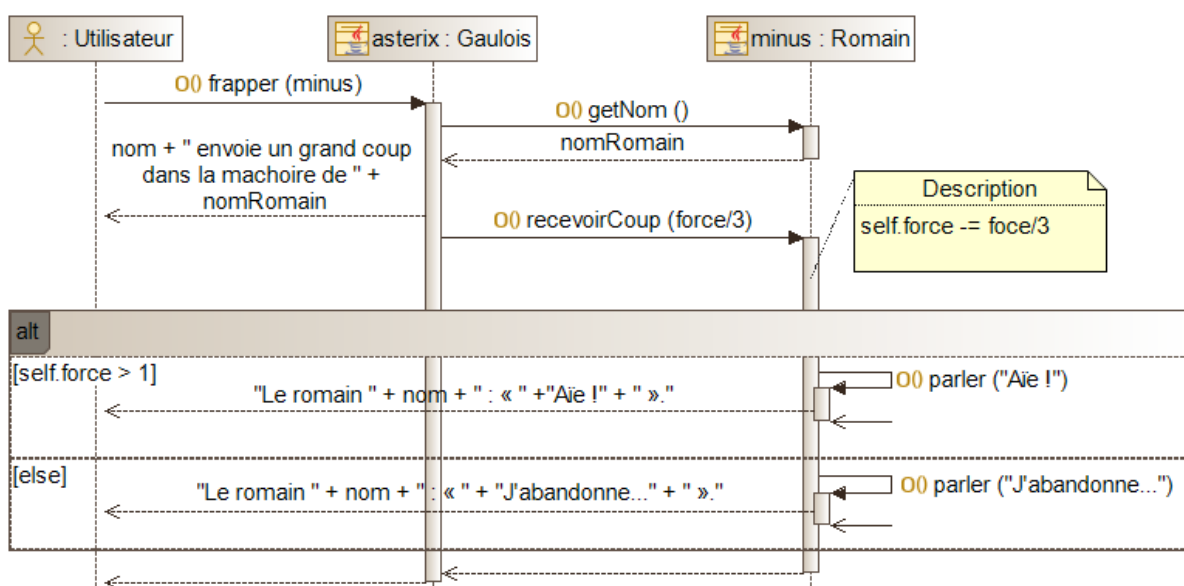 : Utilisateur
asterix : Gaulois
minus : Romain
O() frapper (minus)
O() getNom ()
nomRomain
nom + " envoie un grand coup
dans la machoire de " +
nomRomain
Description
self.force -= foce/3
O() recevoirCoup (force/3)
alt
[self.force > 1]
O() parler ("Aïe !")
"Le romain " + nom + " : « " +"Aïe !" + " »."
[else]
O() parler ("J'abandonne...")
"Le romain " + nom + " : « " + "J'abandonne..." + " »."